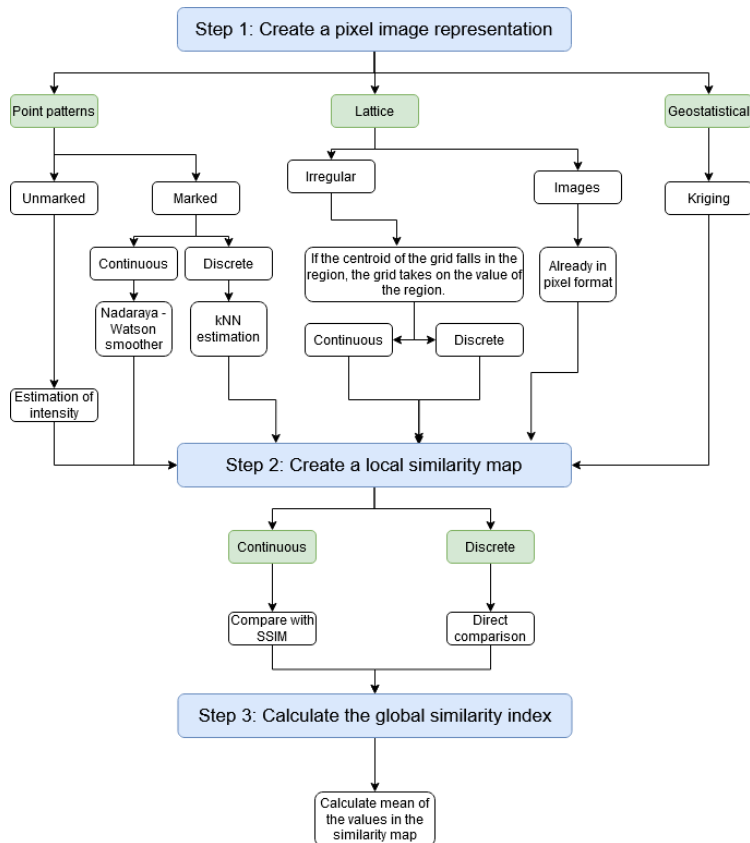 Step 1: Create a pixel image representation
Point patterns
Lattice
Geostatistical
Unmarked
Marked
Irregular
Images
Kriging
Continuous
Discrete
If the centroid of the grid falls in the
region, the grid takes on the value of
the region.
Already in
pixel format
Nadaraya -
Watson
smoother
kNN
estimation
Continuous
Discrete
Estimation of
intensity
Step 2: Create a local similarity map
Continuous
Discrete
Compare with
SSIM
Direct
comparison
Step 3: Calculate the global similarity index
Calculate mean of
the values in the
similarity map